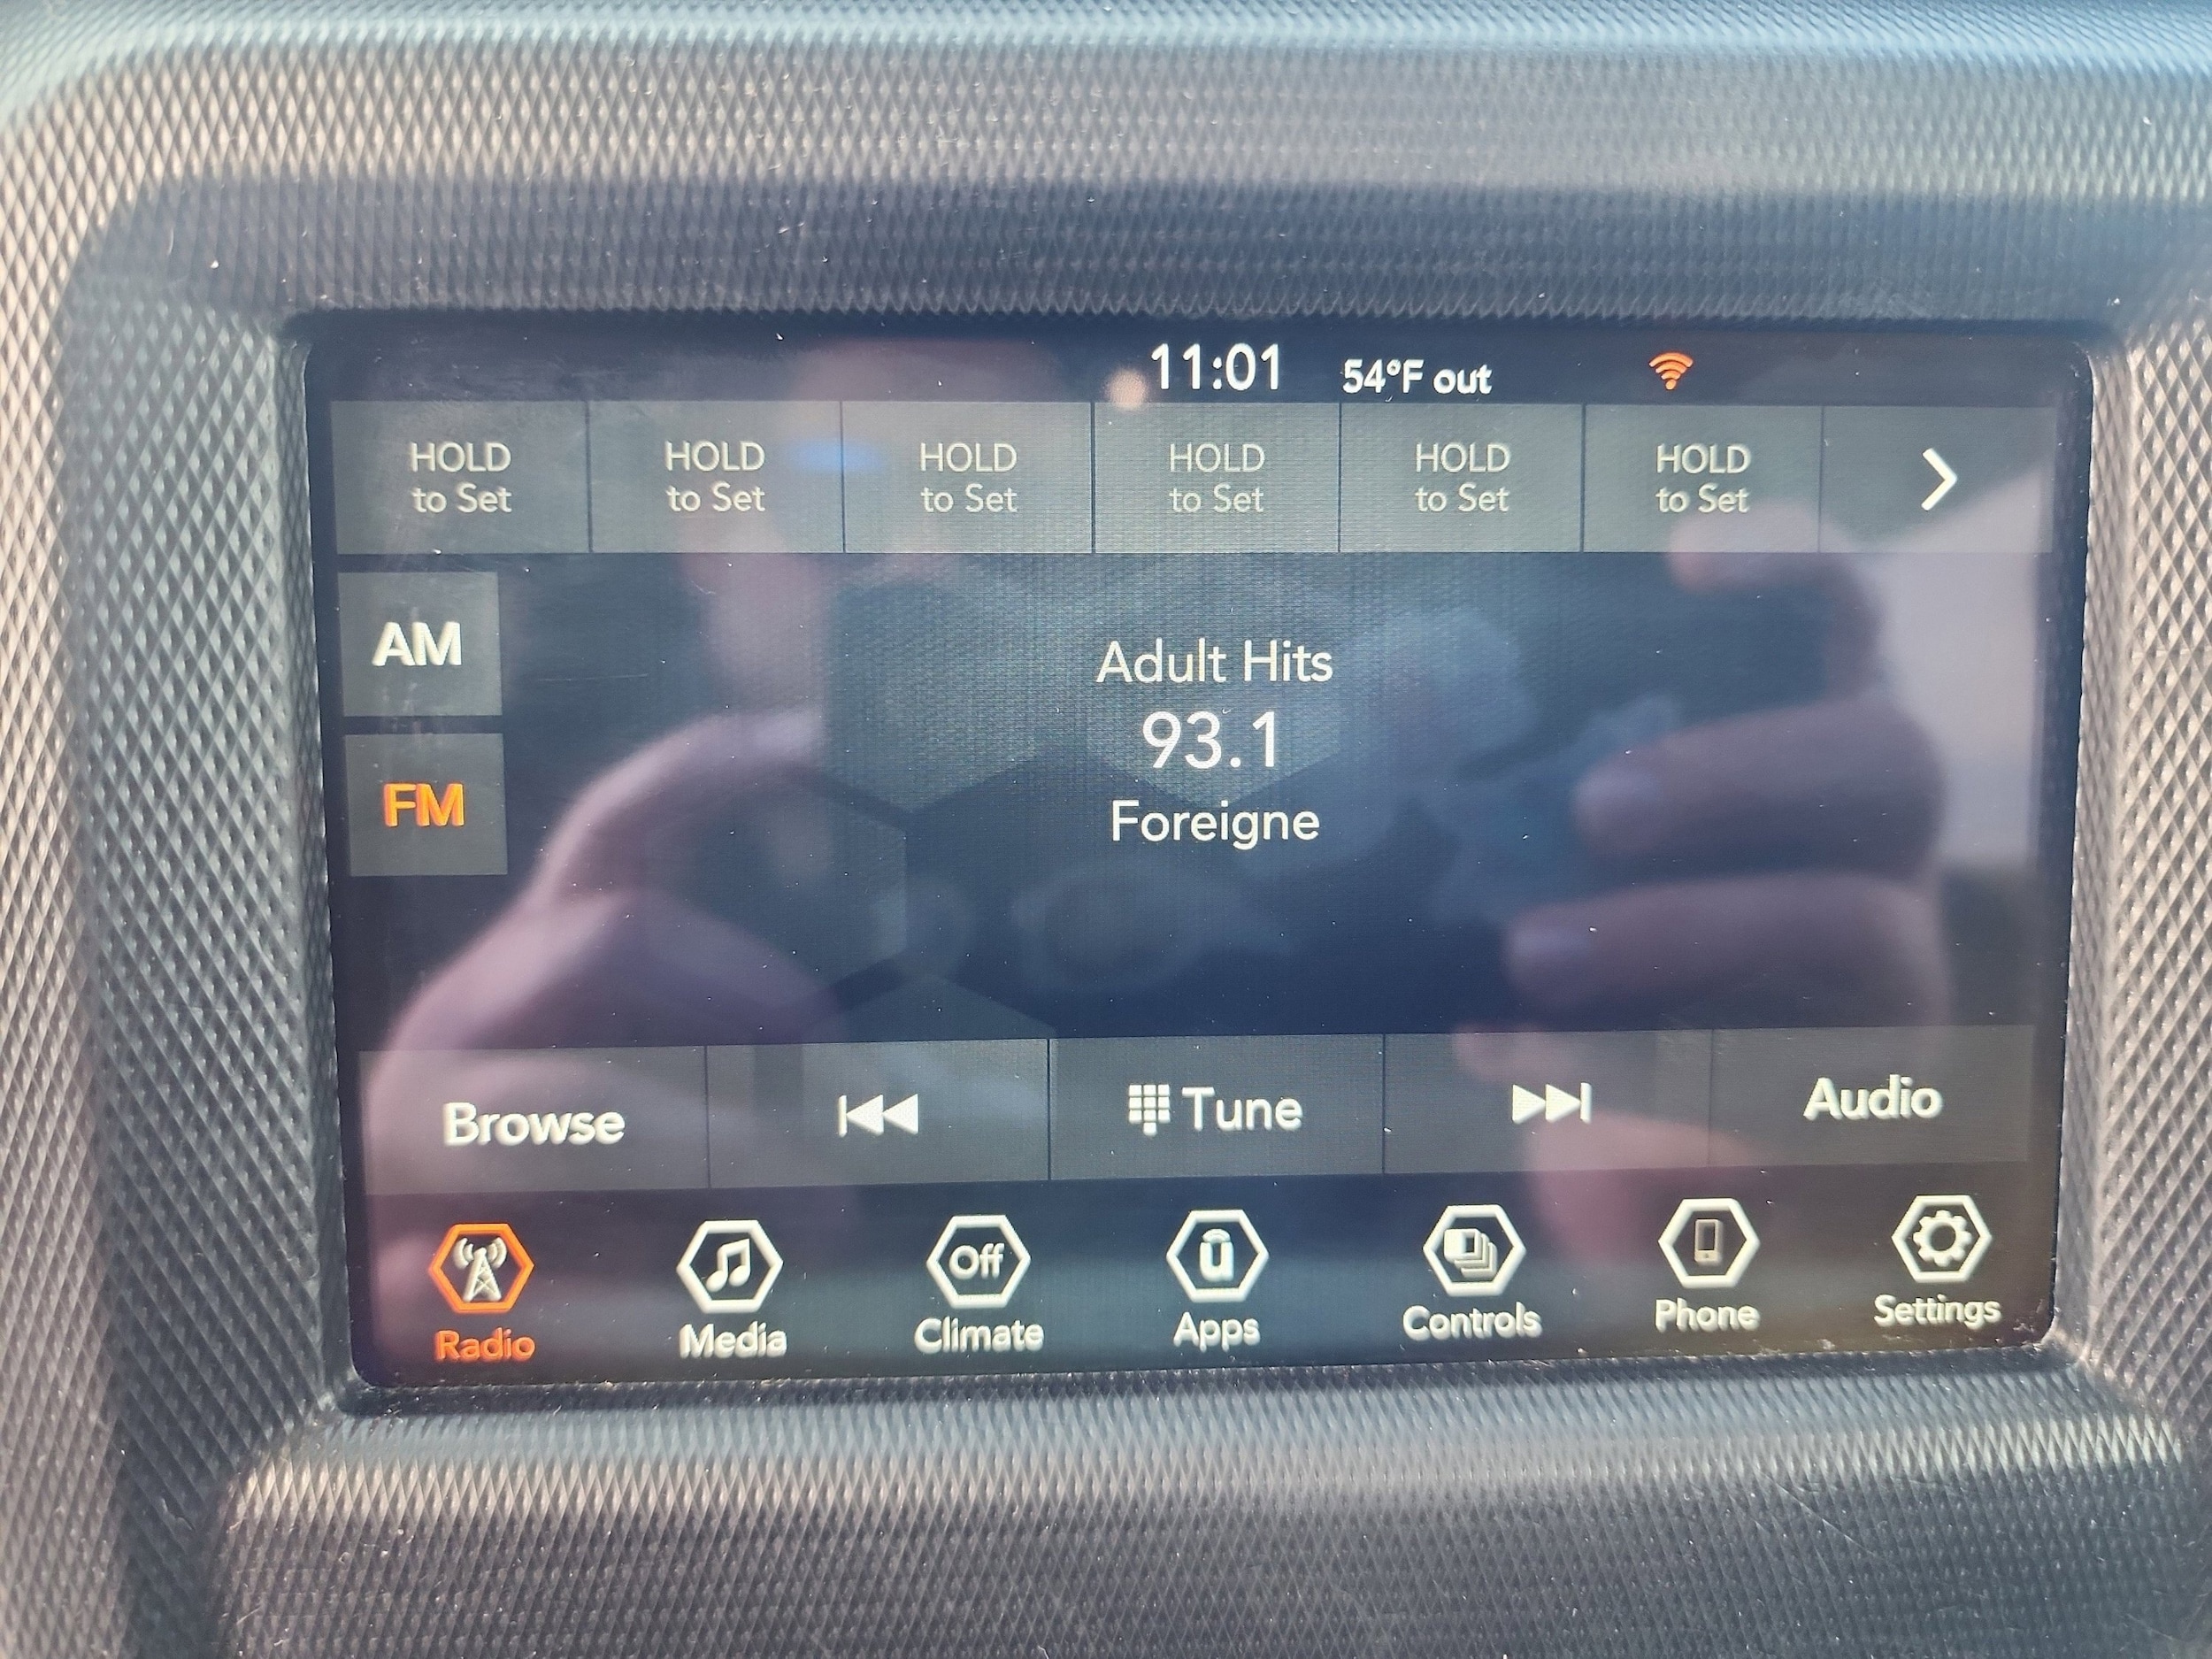 11:01 54°F out
HOLD HOLD HOLD HOLD HOLD HOLD
to Set to Set to Set to Set to Set to Set
AM
Adult Hits
93.1
FM
Foreigne
Browse Tune Audio
Off
Radio Media Climate Apps Controls Phone Settings